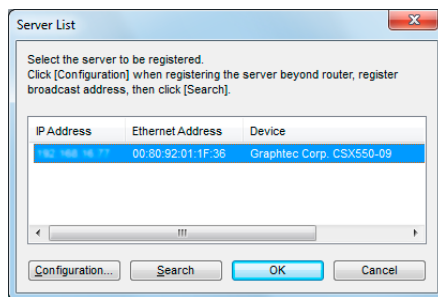 Server List
Select the server to be registered.
Click [Configuration] when registering the server beyond router, register
broadcast address, then click [Search].
IP Address Ethernet Address Device
00:80:92:01:1F:36 Graphtec Corp. CSX550-09
Configuration... Search OK Cancel